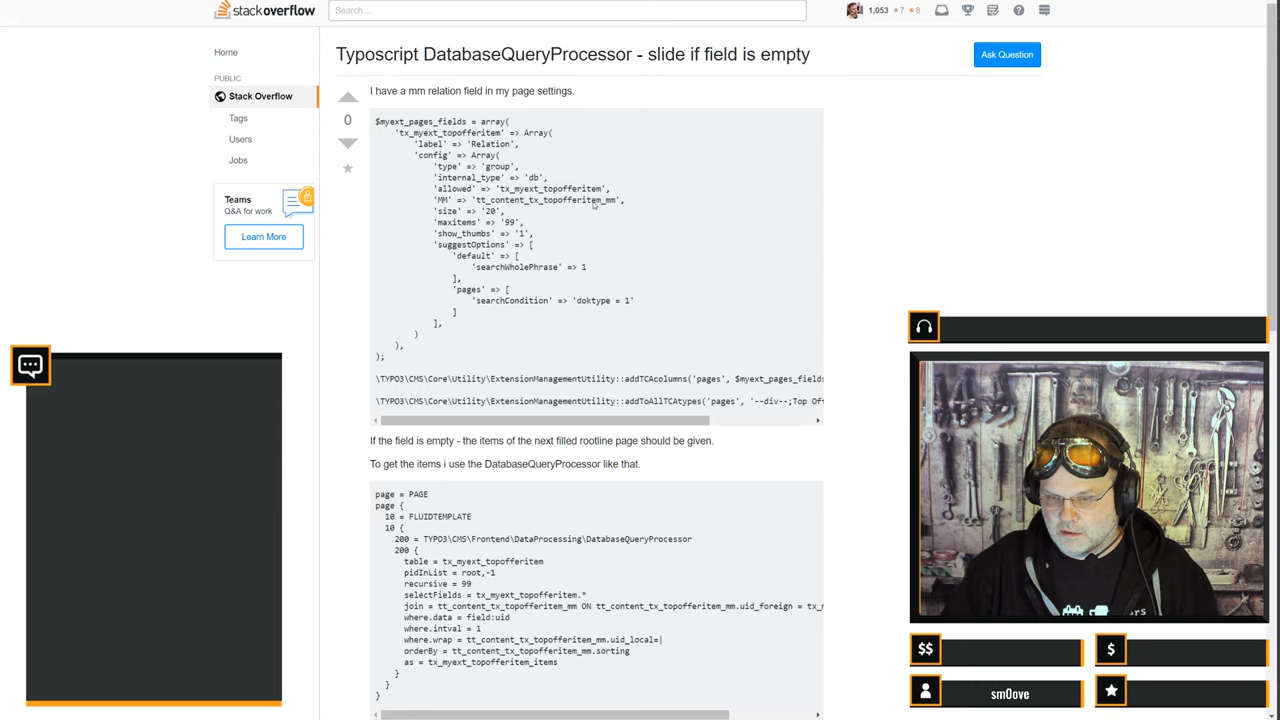 stackoverflow
Search…
1,053 7 8
Typoscript DatabaseQueryProcessor - slide if field is empty
Ask Question
Home
PUBLIC
Stack Overflow
Tags
Users
Jobs
Teams
Q&A for work
Learn More
0
I have a mm relation field in my page settings.
$myext_pages_fields = array(
'tx_myext_topofferitem' => Array(
'label' => 'Relation',
'config' => Array(
'type' => 'group',
'internal_type' => 'db',
'allowed' => 'tx_myext_topofferitem',
'MM' => 'tt_content_tx_topofferitem_mm',
'size' => '20',
'maxitems' => '99',
'show_thumbs' => '1',
'suggestOptions' => [
'default' => [
'searchWholePhrase' => 1
],
'pages' => [
'searchCondition' => 'doktype = 1'
]
],
)
),
);
\TYPO3\CMS\Core\Utility\ExtensionManagementUtility::addTCAcolumns('pages', $myext_pages_fields
\TYPO3\CMS\Core\Utility\ExtensionManagementUtility::addToAllTCAtypes('pages', '--div--;Top Of
If the field is empty - the items of the next filled rootline page should be given.
To get the items i use the DatabaseQueryProcessor like that.
page = PAGE
page {
10 = FLUIDTEMPLATE
10 {
200 = TYPO3\CMS\Frontend\DataProcessing\DatabaseQueryProcessor
200 {
table = tx_myext_topofferitem
pidInList = root,-1
recursive = 99
selectFields = tx_myext_topofferitem.*
join = tt_content_tx_topofferitem_mm ON tt_content_tx_topofferitem_mm.uid_foreign = tx_m
where.data = field:uid
where.intval = 1
where.wrap = tt_content_tx_topofferitem_mm.uid_local=|
orderBy = tt_content_tx_topofferitem_mm.sorting
as = tx_myext_topofferitem_items
}
}
}
$$
$
sm0ove